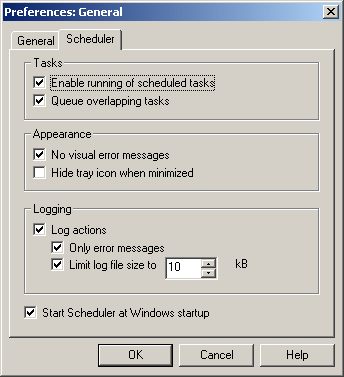 Preferences: General
General
Scheduler
Tasks
Enable running of scheduled tasks
Queue overlapping tasks
Appearance
No visual error messages
Hide tray icon when minimized
Logging
Log actions
Only error messages
Limit log file size to 10 kB
Start Scheduler at Windows startup
OK
Cancel
Help